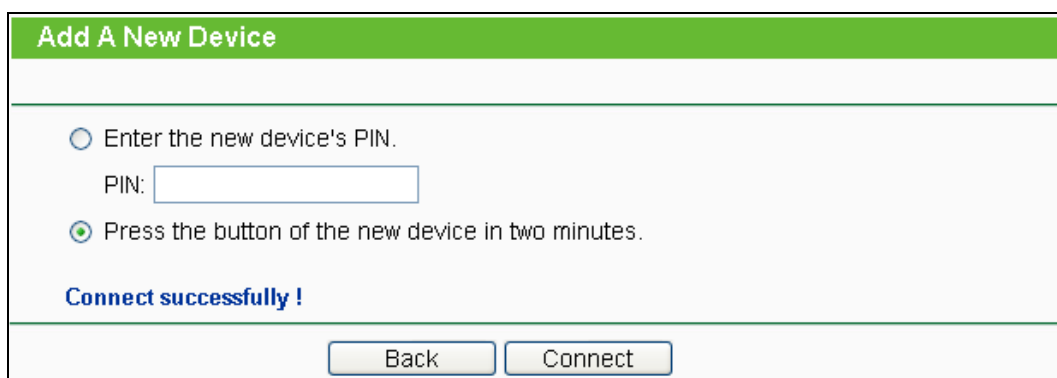 Add A New Device
Enter the new device's PIN.
PIN:
Press the button of the new device in two minutes.
Connect successfully !
Back Connect